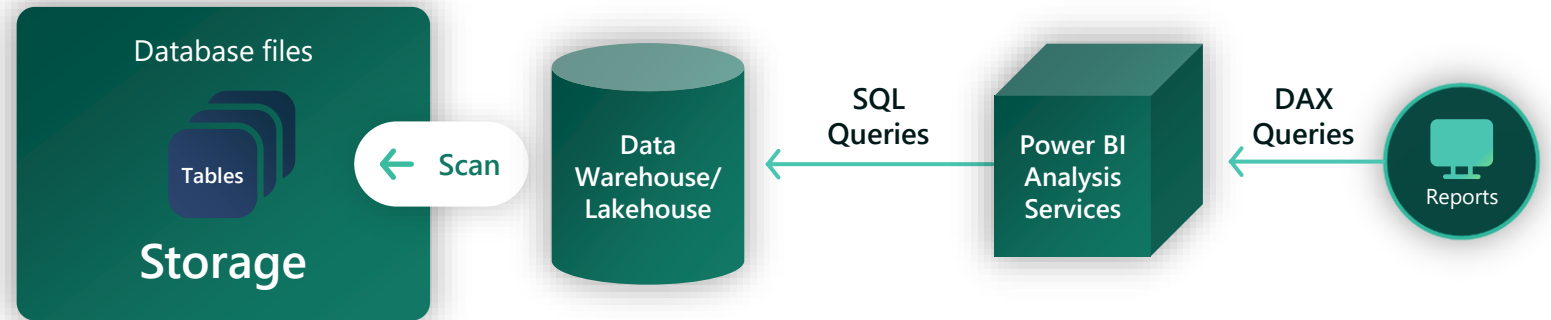 Database files
Tables
Storage
Scan
Data
Warehouse/
Lakehouse
SQL
Queries
Power BI
Analysis
Services
DAX
Queries
Reports